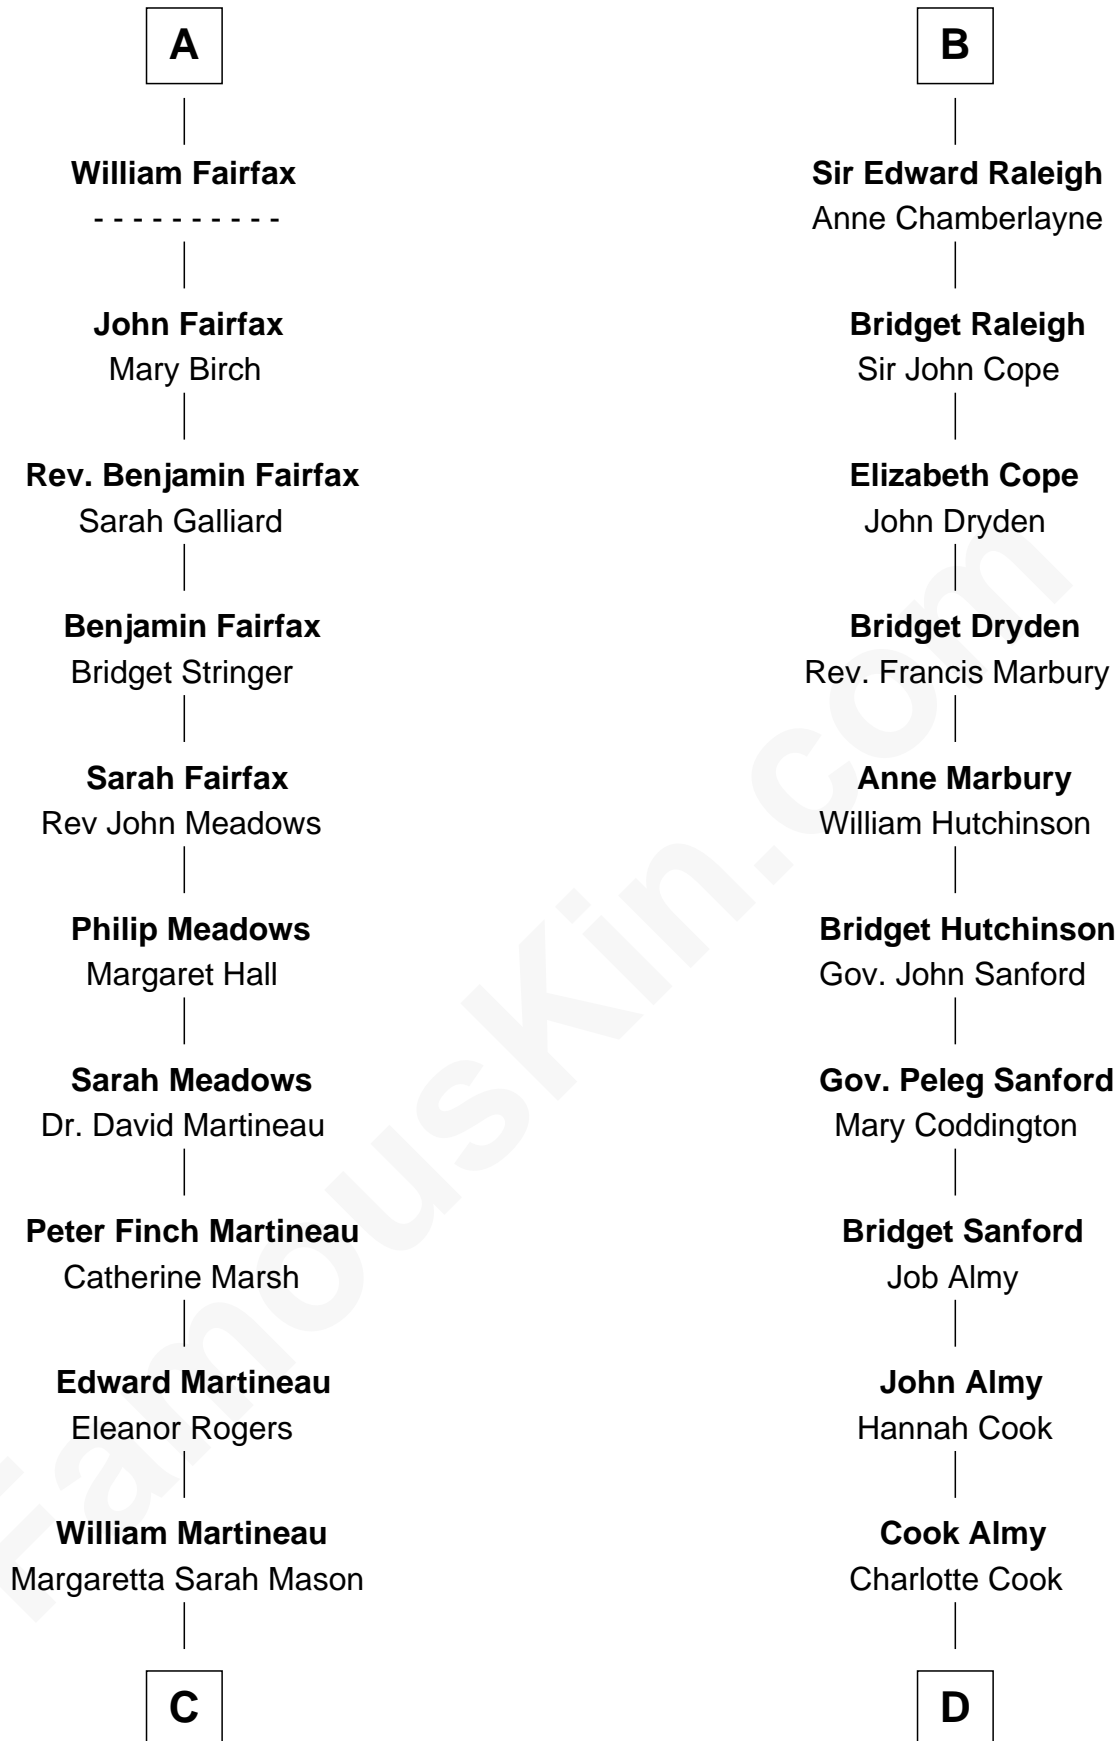 A
William Fairfax
- - - - - - - - - -
John Fairfax
Mary Birch
Rev. Benjamin Fairfax
Sarah Galliard
Benjamin Fairfax
Bridget Stringer
Sarah Fairfax
Rev John Meadows
Philip Meadows
Margaret Hall
Sarah Meadows
Dr. David Martineau
Peter Finch Martineau
Catherine Marsh
Edward Martineau
Eleanor Rogers
William Martineau
Margaretta Sarah Mason
C
B
Sir Edward Raleigh
Anne Chamberlayne
Bridget Raleigh
Sir John Cope
Elizabeth Cope
John Dryden
Bridget Dryden
Rev. Francis Marbury
Anne Marbury
William Hutchinson
Bridget Hutchinson
Gov. John Sanford
Gov. Peleg Sanford
Mary Coddington
Bridget Sanford
Job Almy
John Almy
Hannah Cook
Cook Almy
Charlotte Cook
D
FamousKin.com